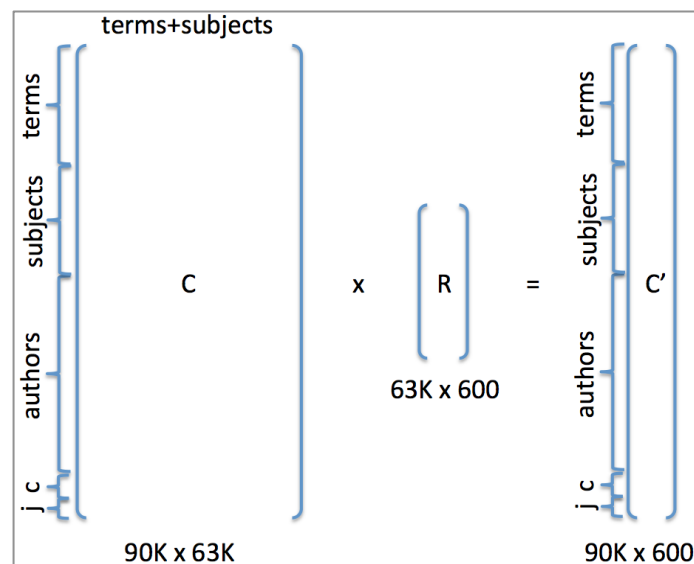 terms+subjects
terms
subjects
authors
c
j
C
x
R
=
63K x 600
90K x 63K
terms
subjects
authors
c
j
C’
90K x 600